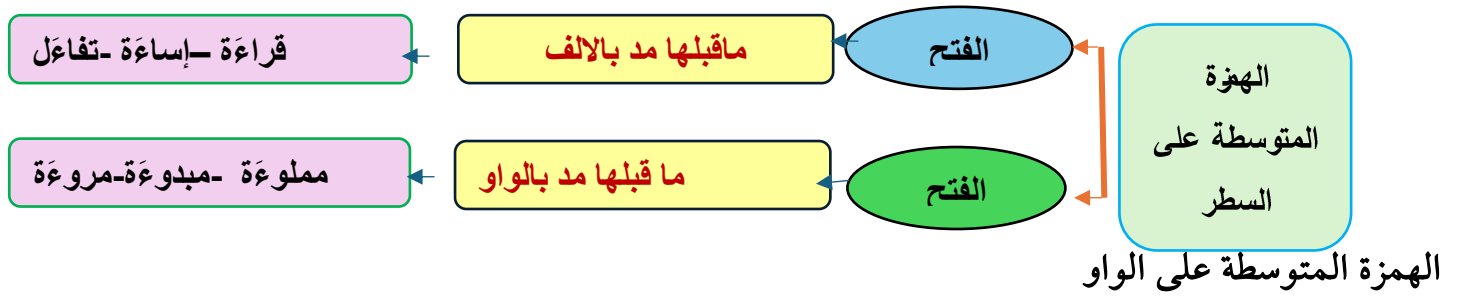 الهمزة
المتوسطة على
السطر
الفتح
ماقبلها مد بالالف
قراءَة –إساءَة -تفاءَل
الفتح
ما قبلها مد بالواو
مملوءَة -مبدوءَة-مروءَة
الهمزة المتوسطة على الواو